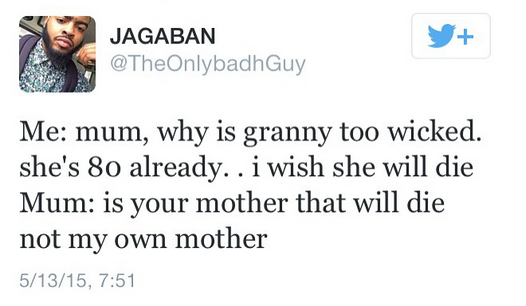 JAGABAN
@TheOnlybadhGuy
+
Me: mum, why is granny too wicked.
she's 80 already. . i wish she will die
Mum: is your mother that will die
not my own mother
5/13/15, 7:51